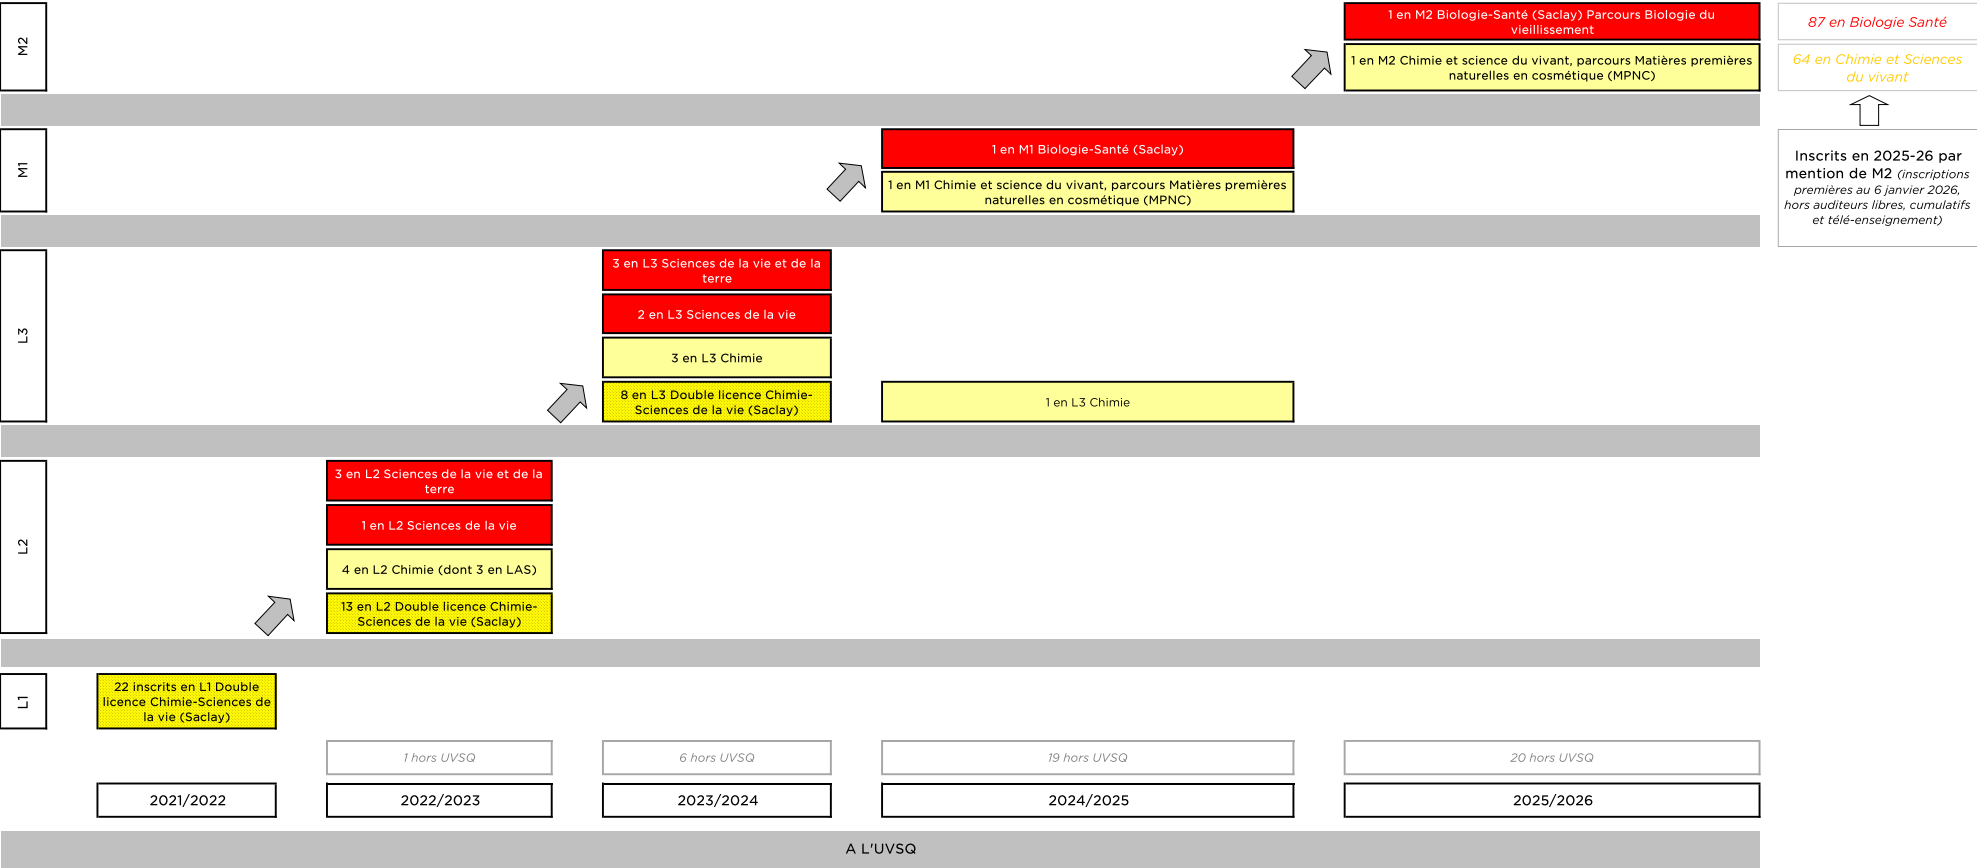 M2
1 en M2 Biologie-Santé (Saclay) Parcours Biologie du
vieillissement
1 en M2 Chimie et science du vivant, parcours Matières premières
naturelles en cosmétique (MPNC)
87 en Biologie Santé
64 en Chimie et Sciences
du vivant
M1
1 en M1 Biologie-Santé (Saclay)
1 en M1 Chimie et science du vivant, parcours Matières premières
naturelles en cosmétique (MPNC)
Inscrits en 2025-26 par
mention de M2 (inscriptions
premières au 6 janvier 2026,
hors auditeurs libres, cumulatifs
et télé-enseignement)
L3
3 en L3 Sciences de la vie et de la
terre
2 en L3 Sciences de la vie
3 en L3 Chimie
8 en L3 Double licence Chimie-
Sciences de la vie (Saclay)
1 en L3 Chimie
L2
3 en L2 Sciences de la vie et de la
terre
1 en L2 Sciences de la vie
4 en L2 Chimie (dont 3 en LAS)
13 en L2 Double licence Chimie-
Sciences de la vie (Saclay)
L1
22 inscrits en L1 Double
licence Chimie-Sciences de
la vie (Saclay)
1 hors UVSQ
6 hors UVSQ
19 hors UVSQ
20 hors UVSQ
2021/2022
2022/2023
2023/2024
2024/2025
2025/2026
A L'UVSQ